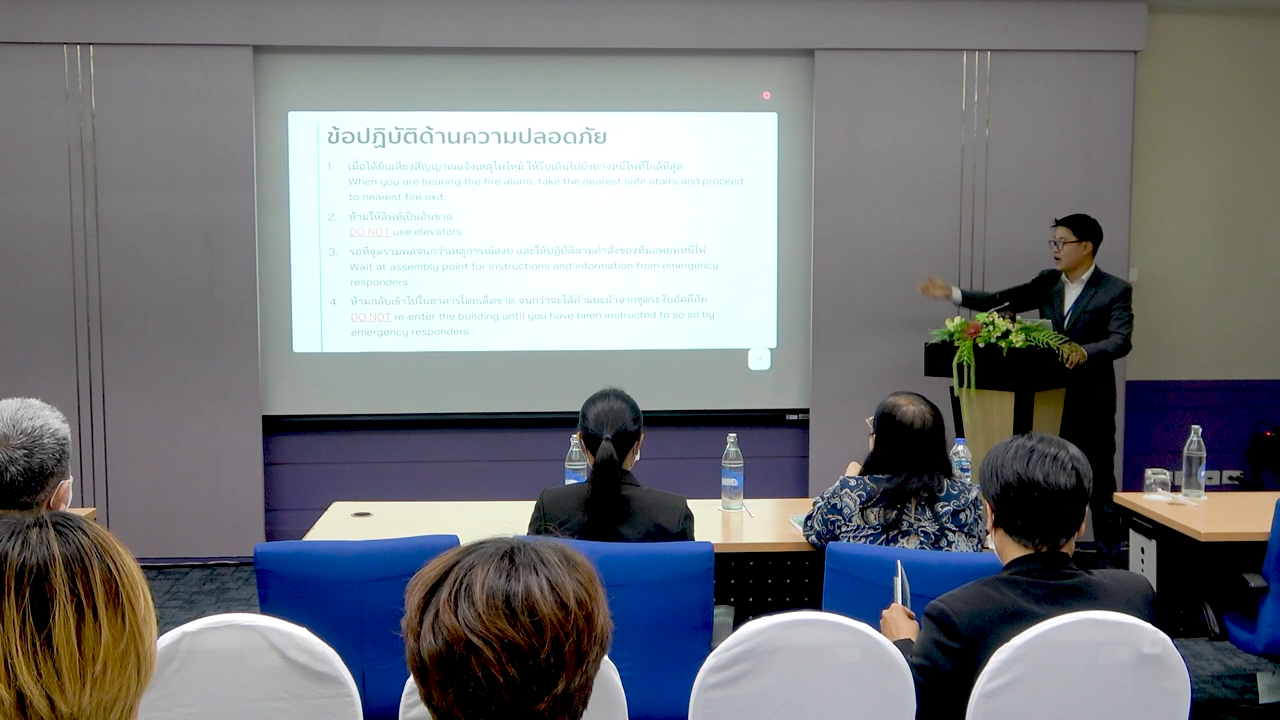 ข้อปฏิบัติด้านความปลอดภัย
1. เมื่อได้ยินเสียงสัญญาณแจ้งเหตุไฟไหม้ ให้รีบเดินไปยังทางหนีไฟที่ใกล้ที่สุด
When you are hearing the fire alarm, take the nearest safe stairs and proceed
to nearest fire exit.
2. ห้ามใช้ลิฟท์เป็นอันขาด
DO NOT use elevators
3. รอที่จุดรวมพลจนกว่าเหตุการณ์สงบ และให้ปฏิบัติตามคำสั่งของทีมอพยพหนีไฟ
Wait at assembly point for instructions and information from emergency
responders.
4. ห้ามกลับเข้าไปในอาคารโดยเด็ดขาด จนกว่าจะได้คำแนะนำจากชุดระงับอัคคีภัย
DO NOT re-enter the building until you have been instructed to so so by
emergency responders